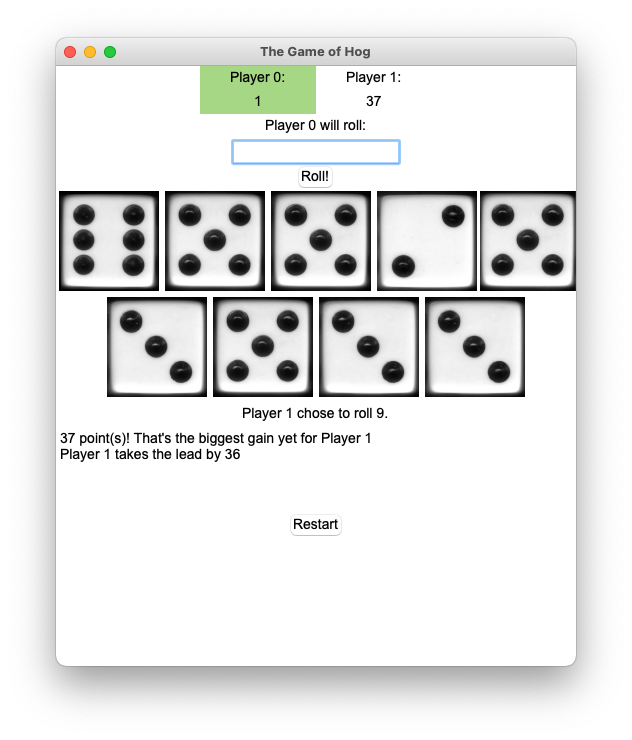 The Game of Hog
Player 0: Player 1:
1 37
Player 0 will roll:
Roll!
Player 1 chose to roll 9.
37 point(s)! That's the biggest gain yet for Player 1
Player 1 takes the lead by 36
Restart